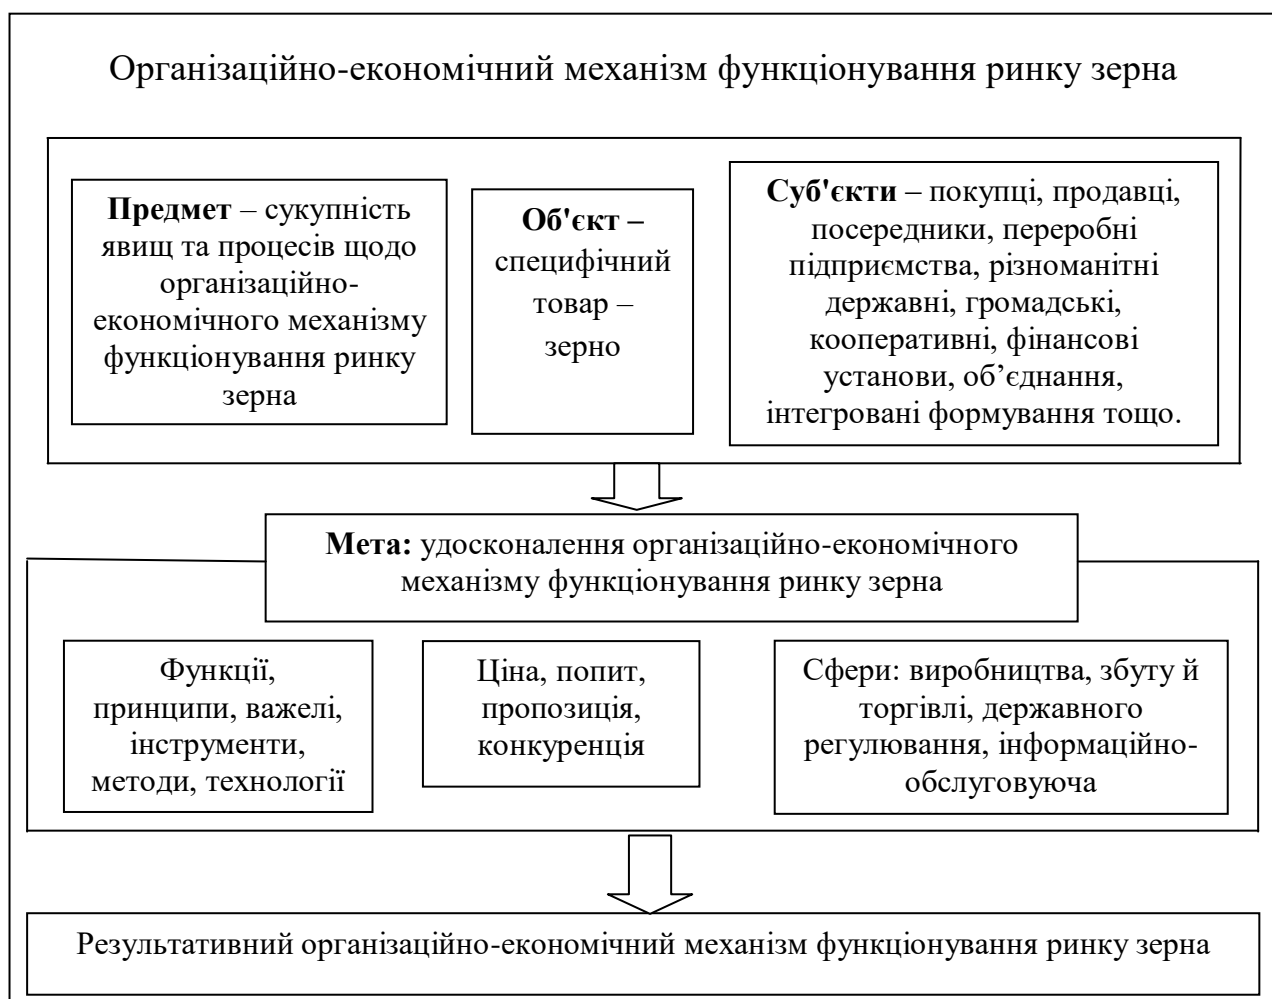 Організаційно-економічний механізм функціонування ринку зерна
Предмет – сукупність
явищ та процесів щодо
організаційно-
економічного механізму
функціонування ринку
зерна
Об'єкт –
специфічний
товар –
зерно
Суб'єкти – покупці, продавці,
посередники, переробні
підприємства, різноманітні
державні, громадські,
кооперативні, фінансові
установи, об’єднання,
інтегровані формування тощо.
Мета: удосконалення організаційно-економічного
механізму функціонування ринку зерна
Функції,
принципи, важелі,
інструменти,
методи, технології
Ціна, попит,
пропозиція,
конкуренція
Сфери: виробництва, збуту й
торгівлі, державного
регулювання, інформаційно-
обслуговуюча
Результативний організаційно-економічний механізм функціонування ринку зерна